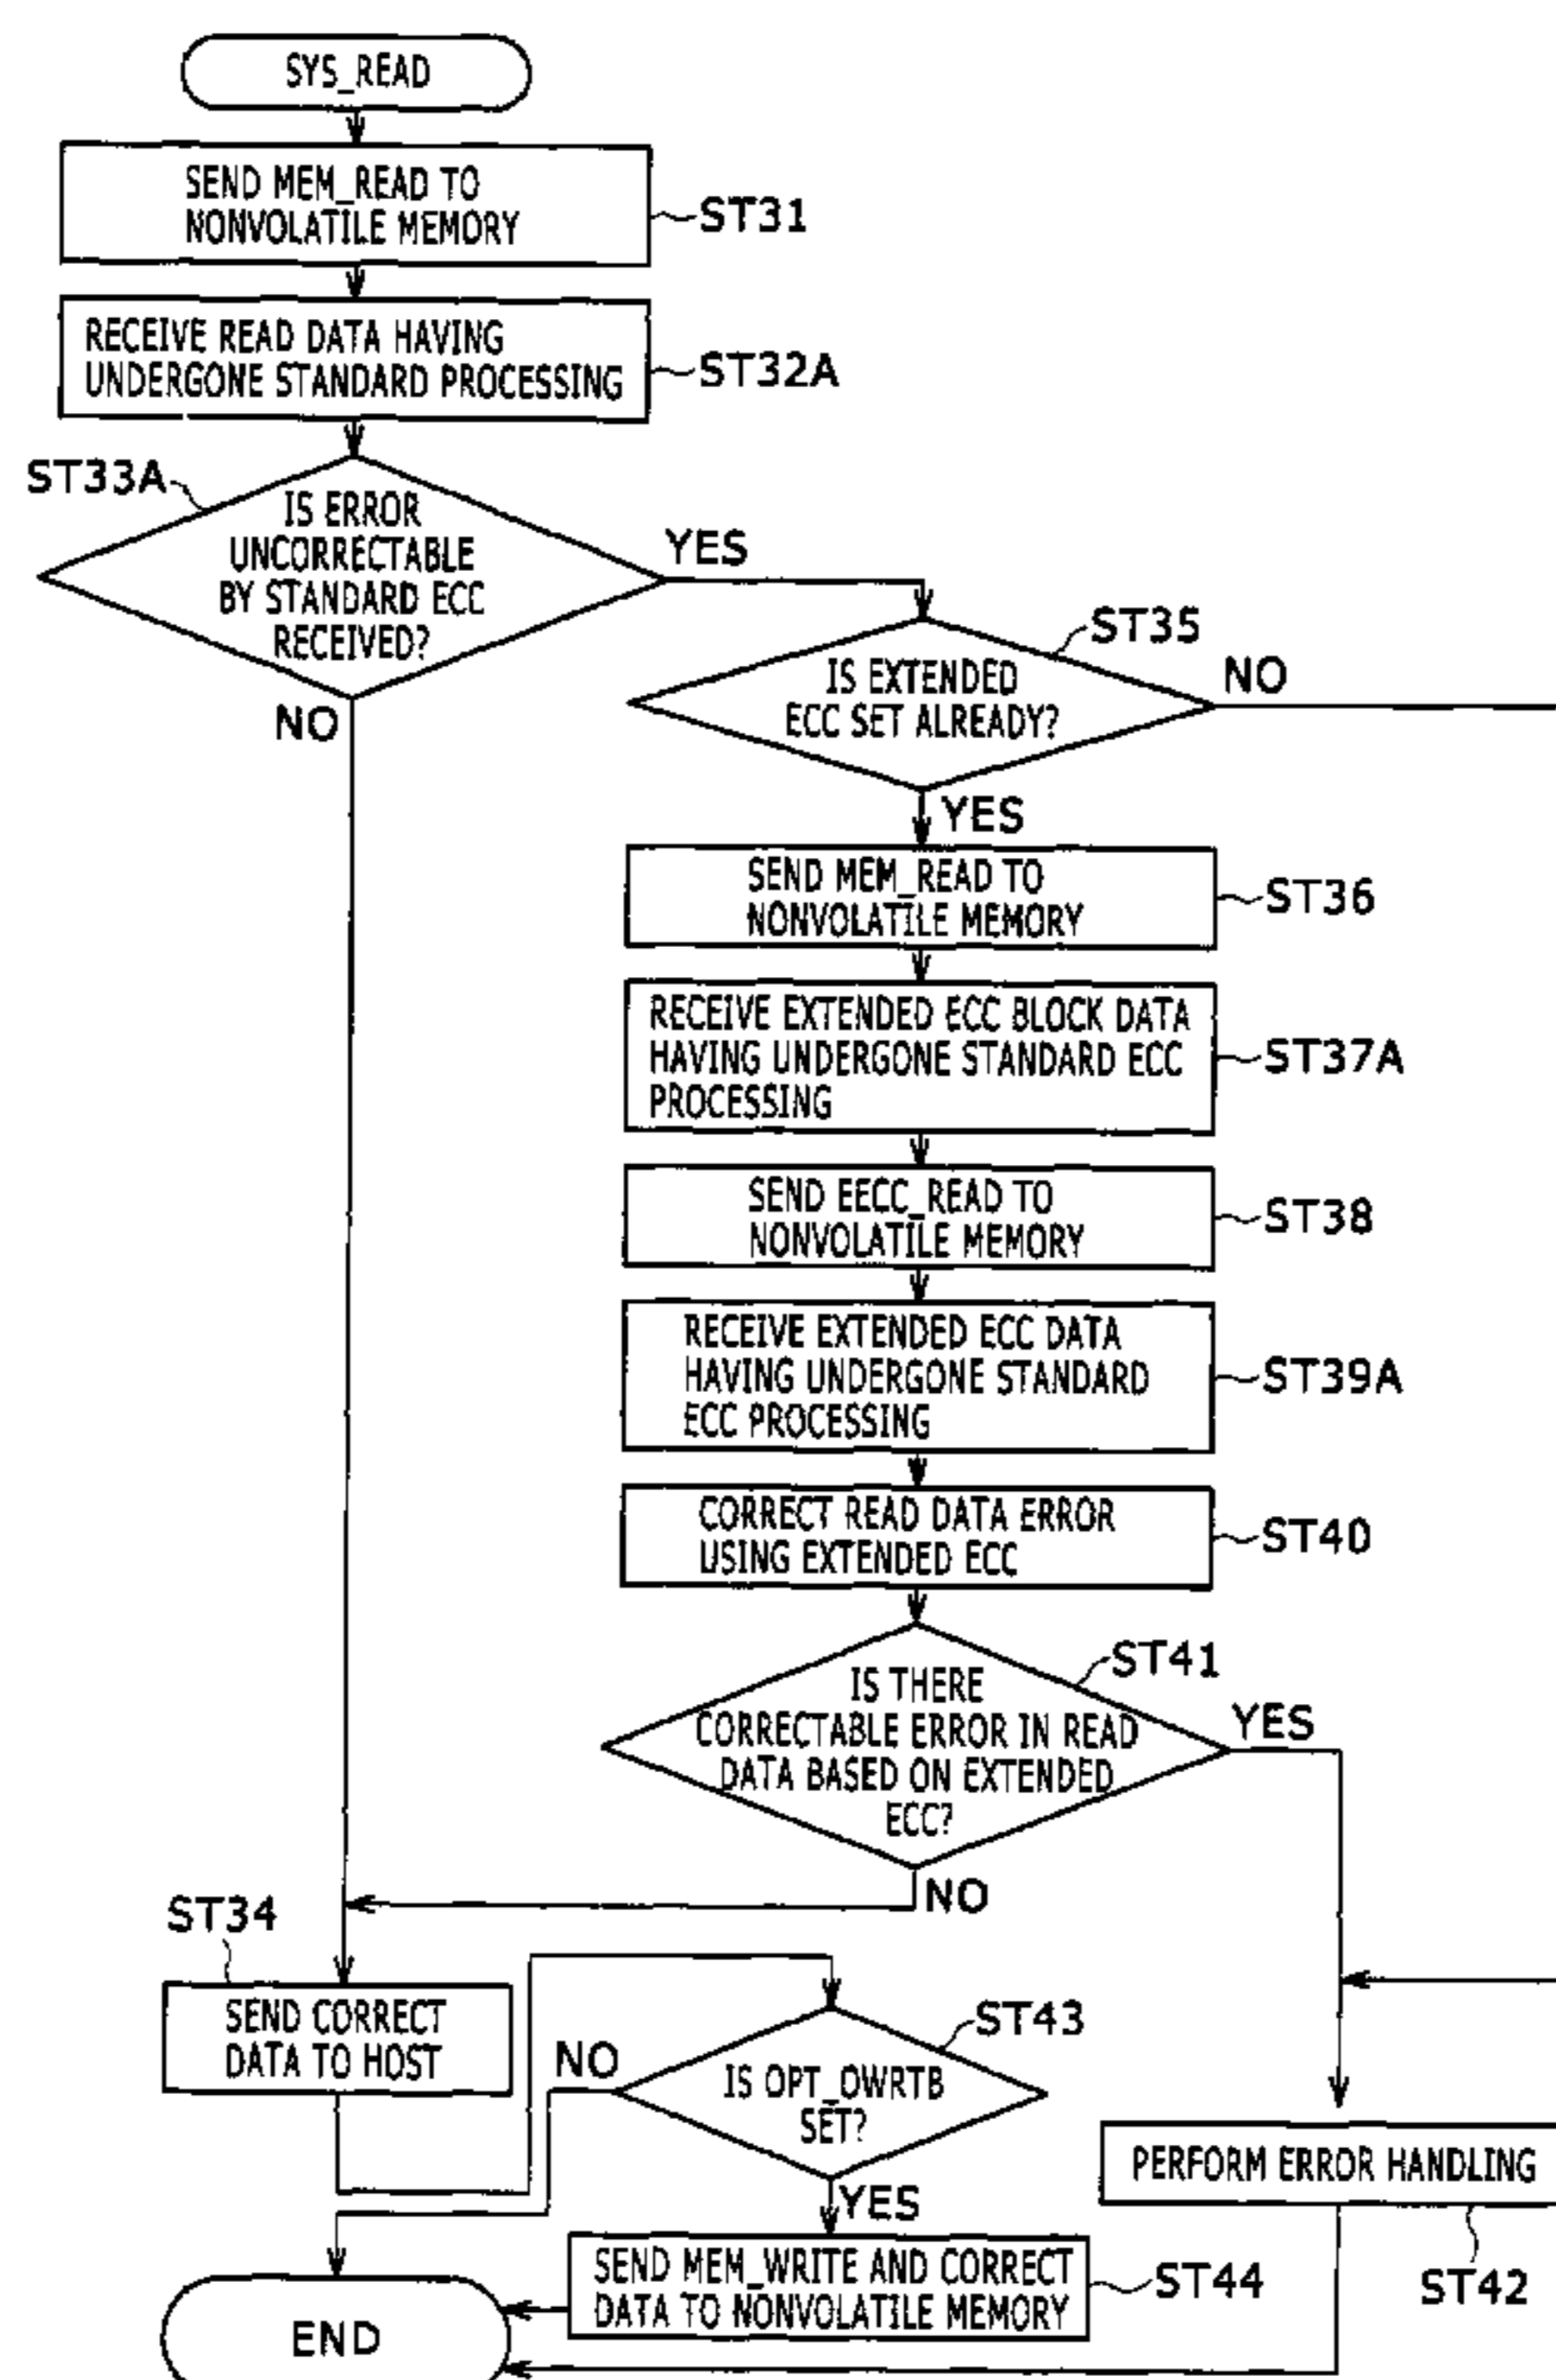 SYS_READ
SEND MEM_READ TO
NONVOLATILE MEMORY
ST31
RECEIVE READ DATA HAVING
UNDERGONE STANDARD PROCESSING
ST32A
ST33A
IS ERROR
UNCORRECTABLE
BY STANDARD ECC
RECEIVED?
YES
NO
ST35
IS EXTENDED
ECC SET ALREADY?
NO
YES
SEND MEM_READ TO
NONVOLATILE MEMORY
ST36
RECEIVE EXTENDED ECC BLOCK DATA
HAVING UNDERGONE STANDARD ECC
PROCESSING
ST37A
SEND EECC_READ TO
NONVOLATILE MEMORY
ST38
RECEIVE EXTENDED ECC DATA
HAVING UNDERGONE STANDARD
ECC PROCESSING
ST39A
CORRECT READ DATA ERROR
USING EXTENDED ECC
ST40
ST41
IS THERE
CORRECTABLE ERROR IN READ
DATA BASED ON EXTENDED
ECC?
YES
NO
ST34
SEND CORRECT
DATA TO HOST
ST43
NO
IS OPT_OWRTB
SET?
YES
PERFORM ERROR HANDLING
ST42
SEND MEM_WRITE AND CORRECT
DATA TO NONVOLATILE MEMORY
ST44
END